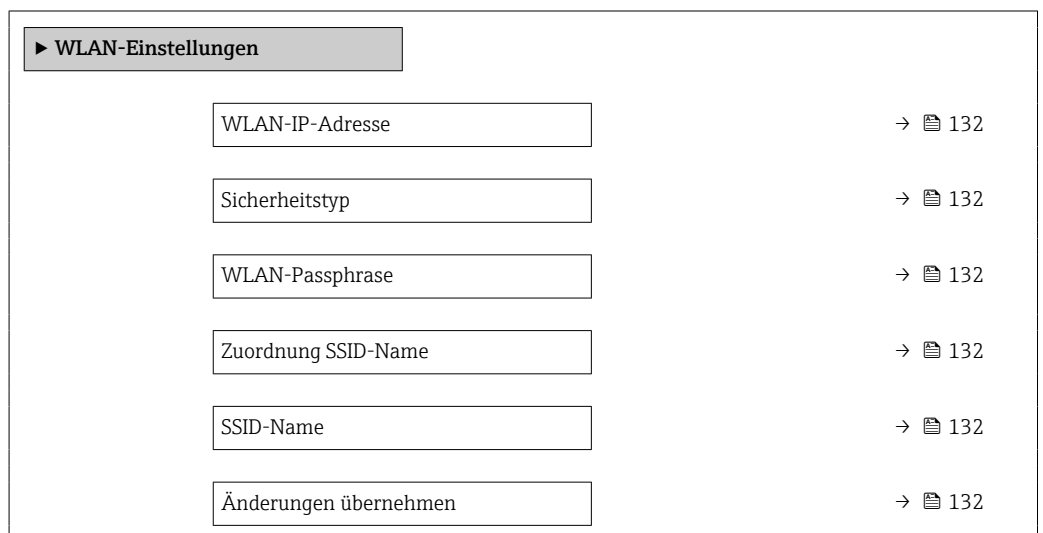 ▶ WLAN-Einstellungen
WLAN-IP-Adresse → 132
Sicherheitstyp → 132
WLAN-Passphrase → 132
Zuordnung SSID-Name → 132
SSID-Name → 132
Änderungen übernehmen → 132